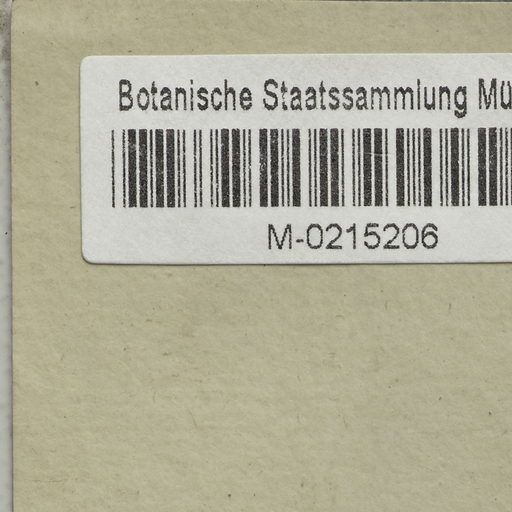 Botanische Staatssammlung Mü
M-0215206